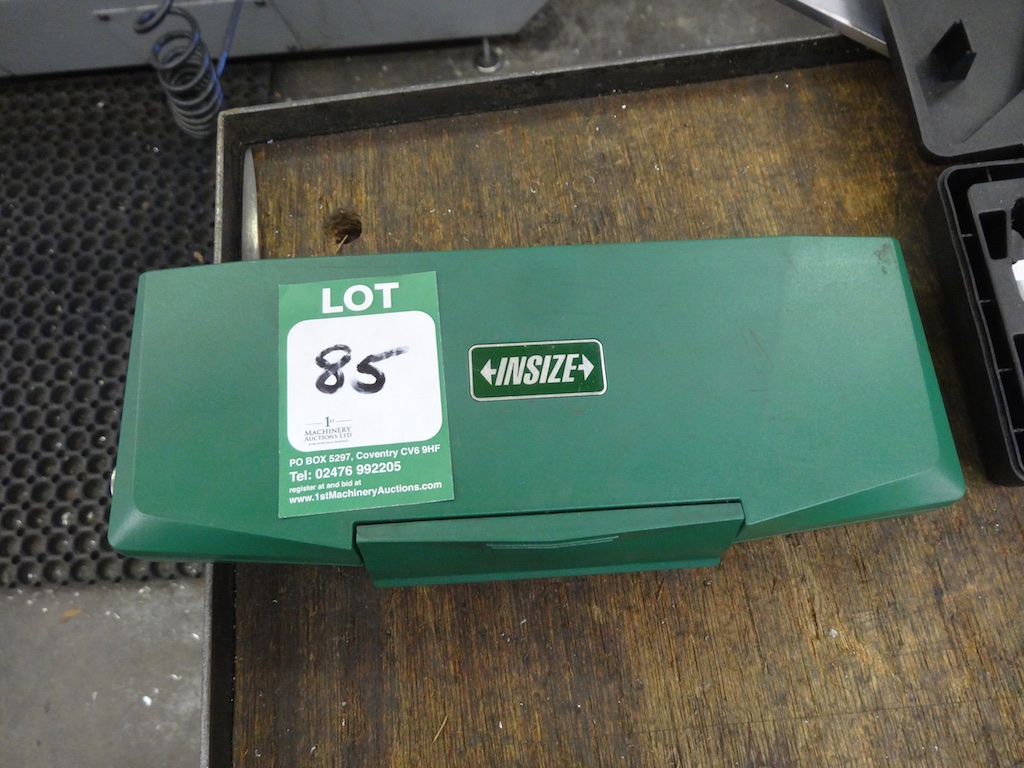 LOT
85
1st
MACHINERY
AUCTIONS LTD
PO BOX 5297, Coventry CV6 9HF
Tel: 02476 992205
register at and bid at
www.1stMachineryAuctions.com
INSIZE